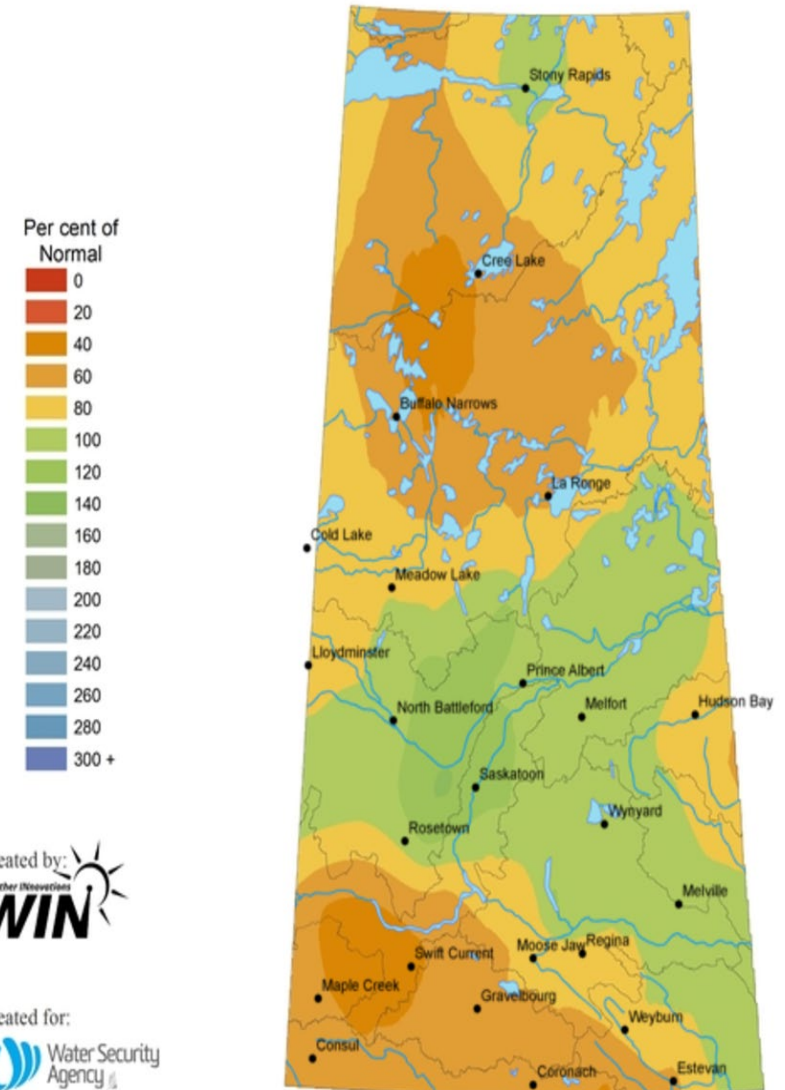 Stony Rapids
Per cent of
Normal
0
20
40
60
80
100
120
140
160
180
200
220
240
260
280
300 +
Cree Lake
Buffalo Narrows
La Ronge
Cold Lake
Meadow Lake
Lloydminster
Prince Albert
North Battleford
Melfort
Hudson Bay
Saskatoon
Wynyard
Rosetown
Melville
Swift Current
Moose Jaw
Regina
Maple Creek
Gravelbourg
Weyburn
Consul
Coronach
Estevan
eated by:
ther INnovations
WIN
eated for:
Water Security
Agency